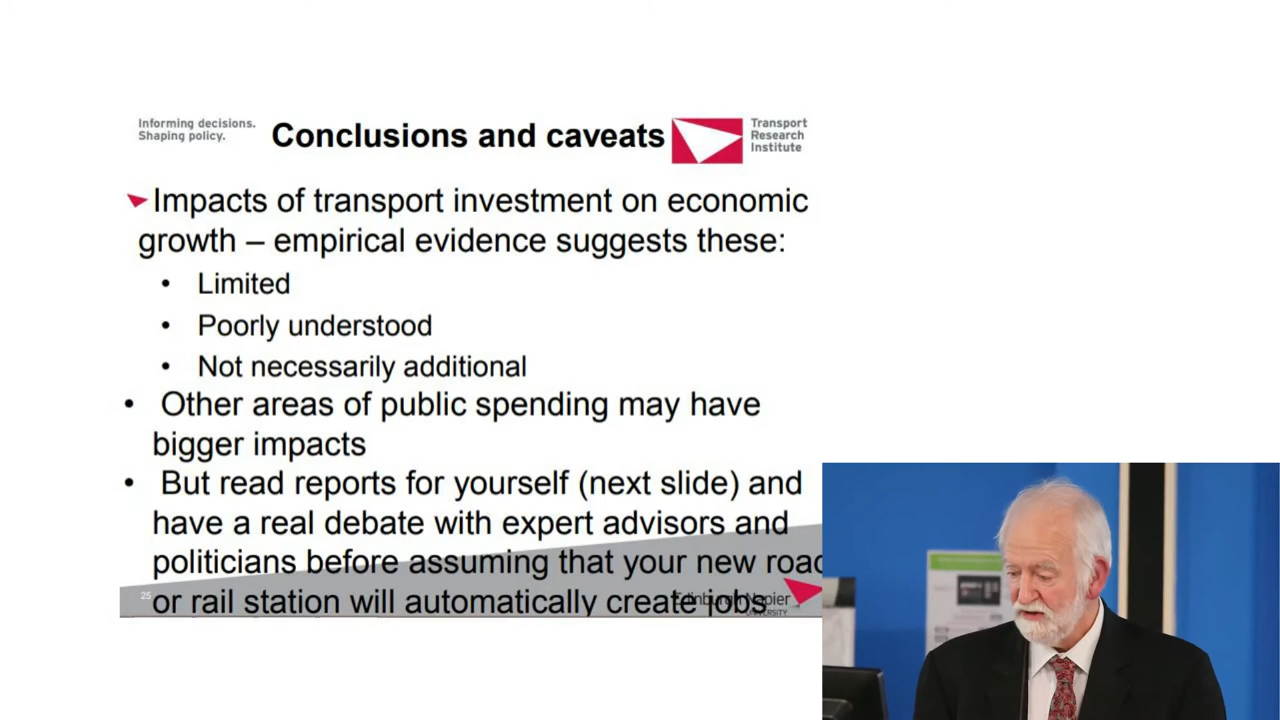 Informing decisions.
Shaping policy.
Conclusions and caveats
Transport
Research
Institute
Impacts of transport investment on economic
growth – empirical evidence suggests these:
• Limited
• Poorly understood
• Not necessarily additional
• Other areas of public spending may have
bigger impacts
• But read reports for yourself (next slide) and
have a real debate with expert advisors and
politicians before assuming that your new road
or rail station will automatically create jobs
25
Edinburgh Napier
UNIVERSITY